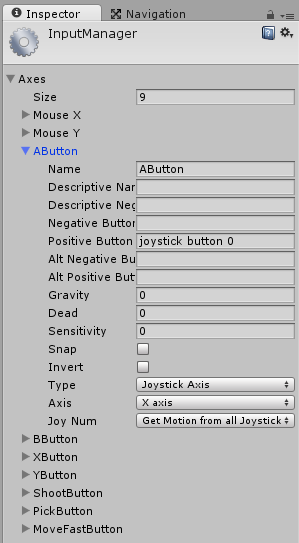 Inspector Navigation
InputManager
Axes
Size 9
Mouse X
Mouse Y
AButton
Name AButton
Descriptive Nar
Descriptive Neg
Negative Button
Positive Button joystick button 0
Alt Negative Bu
Alt Positive But
Gravity 0
Dead 0
Sensitivity 0
Snap
Invert
Type Joystick Axis
Axis X axis
Joy Num Get Motion from all Joystick
BButton
XButton
YButton
ShootButton
PickButton
MoveFastButton